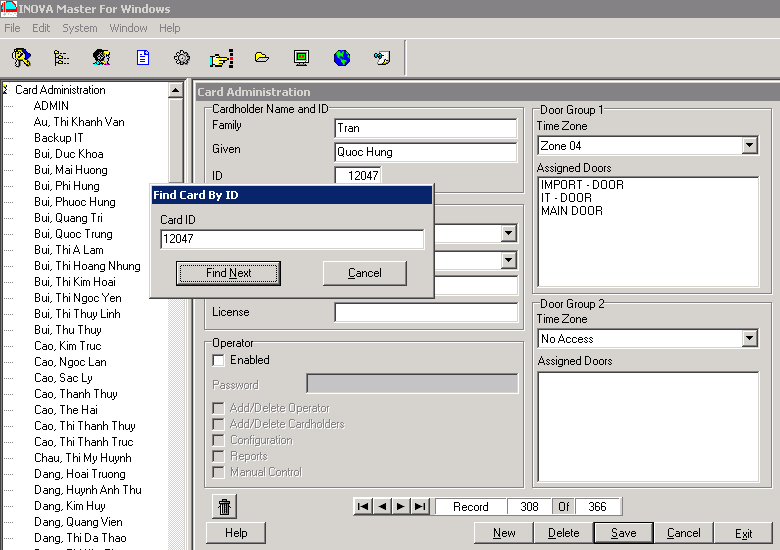 INOVA Master For Windows
File Edit System Window Help
Card Administration
ADMIN
Au, Thi Khanh Van
Backup IT
Bui, Duc Khoa
Bui, Mai Huong
Bui, Phi Hung
Bui, Phuoc Hung
Bui, Quang Tri
Bui, Quoc Trung
Bui, Thi A Lam
Bui, Thi Hoang Nhung
Bui, Thi Kim Hoai
Bui, Thi Ngoc Yen
Bui, Thi Thuy Linh
Bui, Thu Thuy
Cao, Kim Truc
Cao, Ngoc Lan
Cao, Sac Ly
Cao, Thanh Thuy
Cao, The Hai
Cao, Thi Thanh Thuy
Cao, Thi Thanh Truc
Chau, Thi My Huynh
Dang, Hoai Truong
Dang, Huynh Anh Thu
Dang, Kim Huy
Dang, Quang Vien
Dang, Thi Da Thao
Card Administration
Cardholder Name and ID
Family Tran
Given Quoc Hung
ID 12047
Find Card By ID
Card ID
12047
Find Next Cancel
License
Operator
Enabled
Password
Add/Delete Operator
Add/Delete Cardholders
Configuration
Reports
Manual Control
Door Group 1
Time Zone
Zone 04
Assigned Doors
IMPORT - DOOR
IT - DOOR
MAIN DOOR
Door Group 2
Time Zone
No Access
Assigned Doors
Record 308 Of 366
Help New Delete Save Cancel Exit